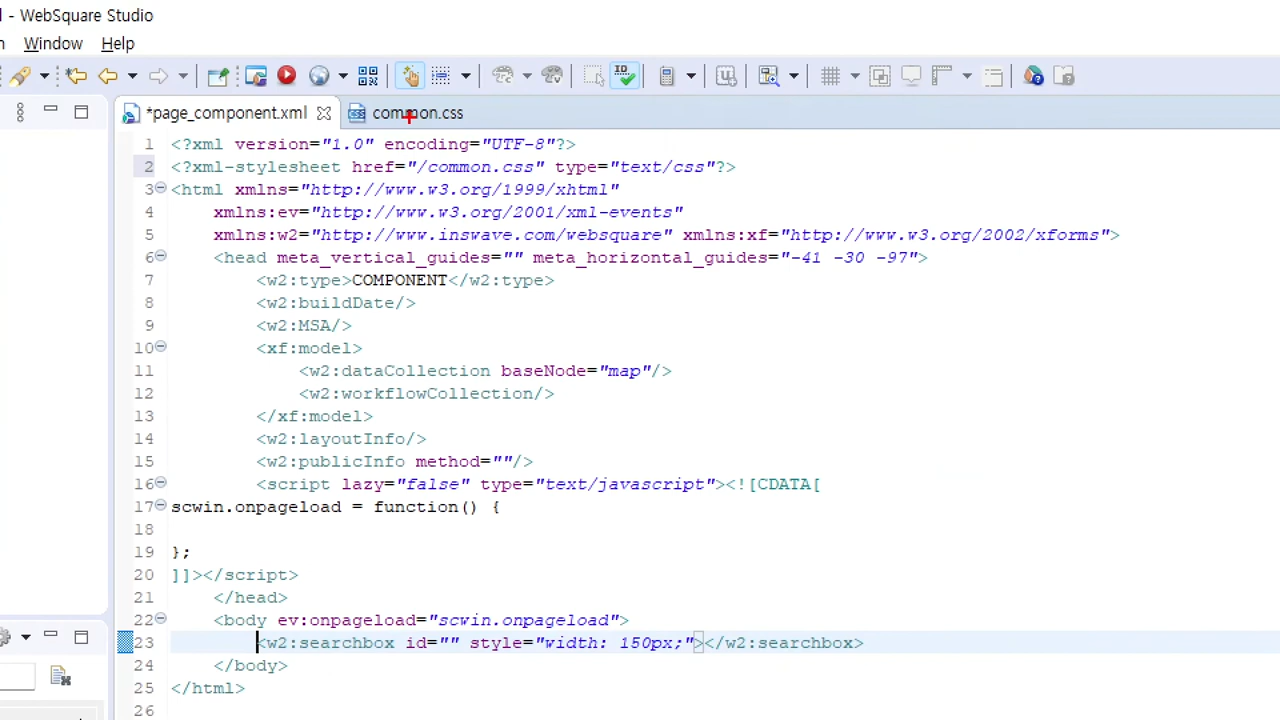 - WebSquare Studio
Window Help
*page_component.xml common.css
1 <?xml version="1.0" encoding="UTF-8"?>
2 <?xml-stylesheet href="/common.css" type="text/css"?>
3 <html xmlns="http://www.w3.org/1999/xhtml"
4 xmlns:ev="http://www.w3.org/2001/xml-events"
5 xmlns:w2="http://www.inswave.com/websquare" xmlns:xf="http://www.w3.org/2002/xforms">
6 <head meta_vertical_guides="" meta_horizontal_guides="-41 -30 -97">
7 <w2:type>COMPONENT</w2:type>
8 <w2:buildDate/>
9 <w2:MSA/>
10 <xf:model>
11 <w2:dataCollection baseNode="map"/>
12 <w2:workflowCollection/>
13 </xf:model>
14 <w2:layoutInfo/>
15 <w2:publicInfo method=""/>
16 <script lazy="false" type="text/javascript"><![CDATA[
17 scwin.onpageload = function() {
18
19 };
20 ]]></script>
21 </head>
22 <body ev:onpageload="scwin.onpageload">
23 <w2:searchbox id="" style="width: 150px;"></w2:searchbox>
24 </body>
25 </html>
26